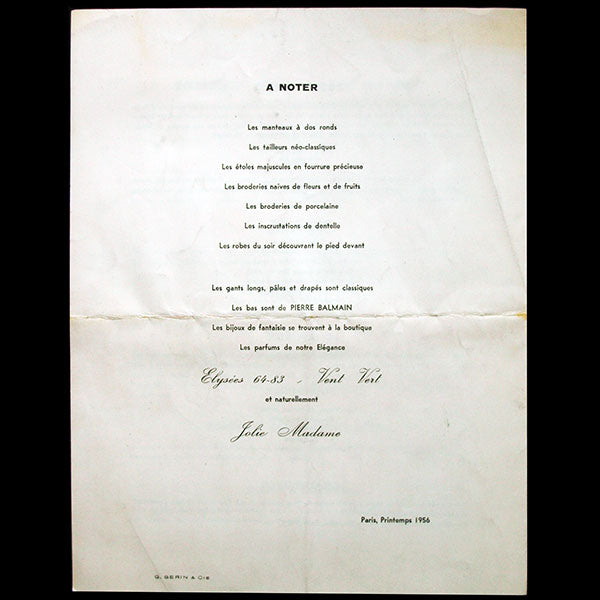 A NOTER
Les manteaux à dos ronds
Les tailleurs néo-classiques
Les étoles majuscules en fourrure précieuse
Les broderies naïves de fleurs et de fruits
Les broderies de porcelaine
Les inscrustations de dentelle
Les robes du soir découvrant le pied devant
Les gants longs, pâles et drapés sont classiques
Les bas sont de PIERRE BALMAIN
Les bijoux de fantaisie se trouvent à la boutique
Les parfums de notre Elégance
Elysées 64-83 - Vent Vert
et naturellement
Jolie Madame
Paris, Printemps 1956
G. GERIN & CIE